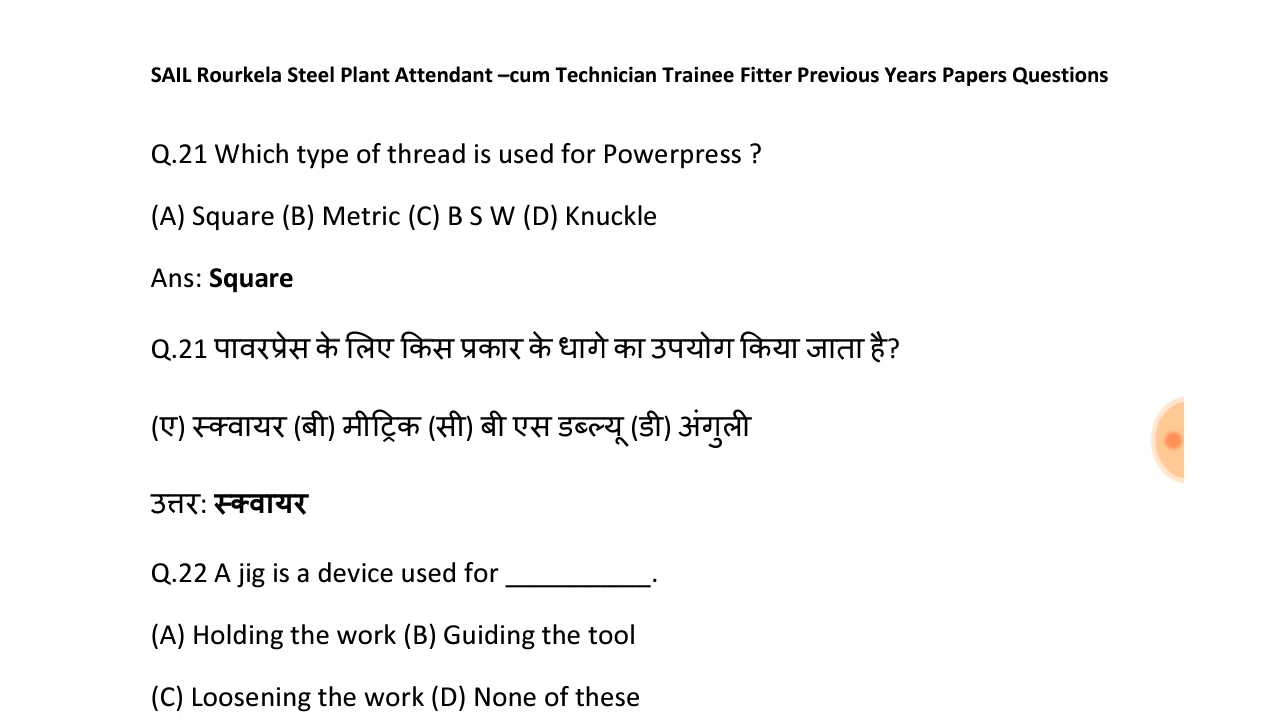 SAIL Rourkela Steel Plant Attendant –cum Technician Trainee Fitter Previous Years Papers Questions
Q.21 Which type of thread is used for Powerpress ?
(A) Square (B) Metric (C) B S W (D) Knuckle
Ans: Square
Q.21 पावरप्रेस के लिए किस प्रकार के धागे का उपयोग किया जाता है?
(ए) स्क्वायर (बी) मीट्रिक (सी) बी एस डब्ल्यू (डी) अंगुली
उत्तर: स्क्वायर
Q.22 A jig is a device used for __________.
(A) Holding the work (B) Guiding the tool
(C) Loosening the work (D) None of these